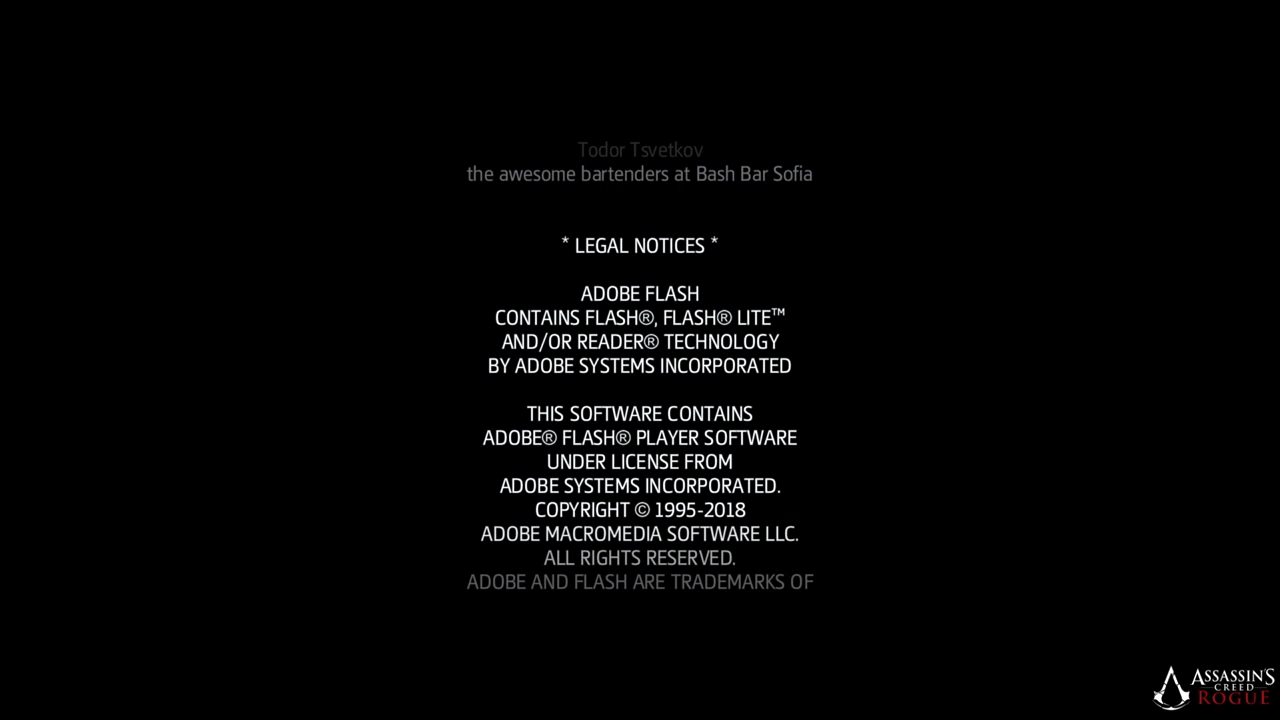 Todor Tsvetkov
the awesome bartenders at Bash Bar Sofia
* LEGAL NOTICES *
ADOBE FLASH
CONTAINS FLASH®, FLASH® LITE™
AND/OR READER® TECHNOLOGY
BY ADOBE SYSTEMS INCORPORATED
THIS SOFTWARE CONTAINS
ADOBE® FLASH® PLAYER SOFTWARE
UNDER LICENSE FROM
ADOBE SYSTEMS INCORPORATED.
COPYRIGHT © 1995-2018
ADOBE MACROMEDIA SOFTWARE LLC.
ALL RIGHTS RESERVED.
ADOBE AND FLASH ARE TRADEMARKS OF
ASSASSIN'S
CREED
ROGUE